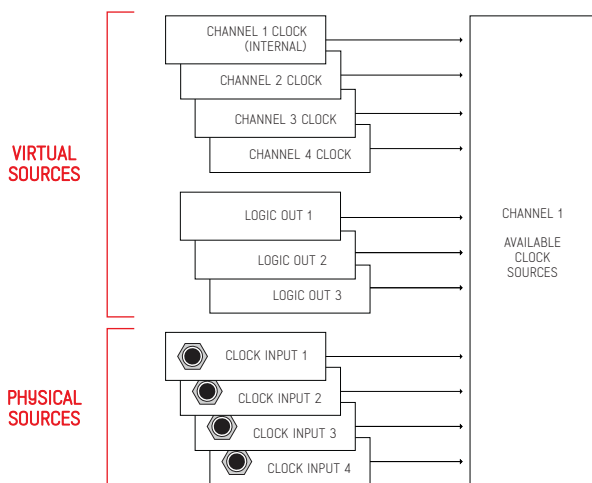 CHANNEL 1 CLOCK
(INTERNAL)
CHANNEL 2 CLOCK
CHANNEL 3 CLOCK
CHANNEL 4 CLOCK
VIRTUAL
SOURCES
LOGIC OUT 1
LOGIC OUT 2
LOGIC OUT 3
CHANNEL 1
AVAILABLE
CLOCK
SOURCES
PHYSICAL
SOURCES
CLOCK INPUT 1
CLOCK INPUT 2
CLOCK INPUT 3
CLOCK INPUT 4